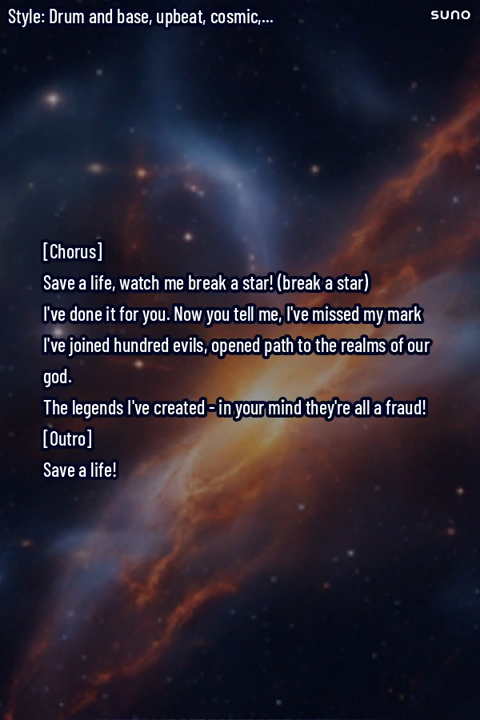 Style: Drum and base, upbeat, cosmic,...
suno
[Chorus]
Save a life, watch me break a star! (break a star)
I've done it for you. Now you tell me, I've missed my mark
I've joined hundred evils, opened path to the realms of our
god.
The legends I've created - in your mind they're all a fraud!
[Outro]
Save a life!